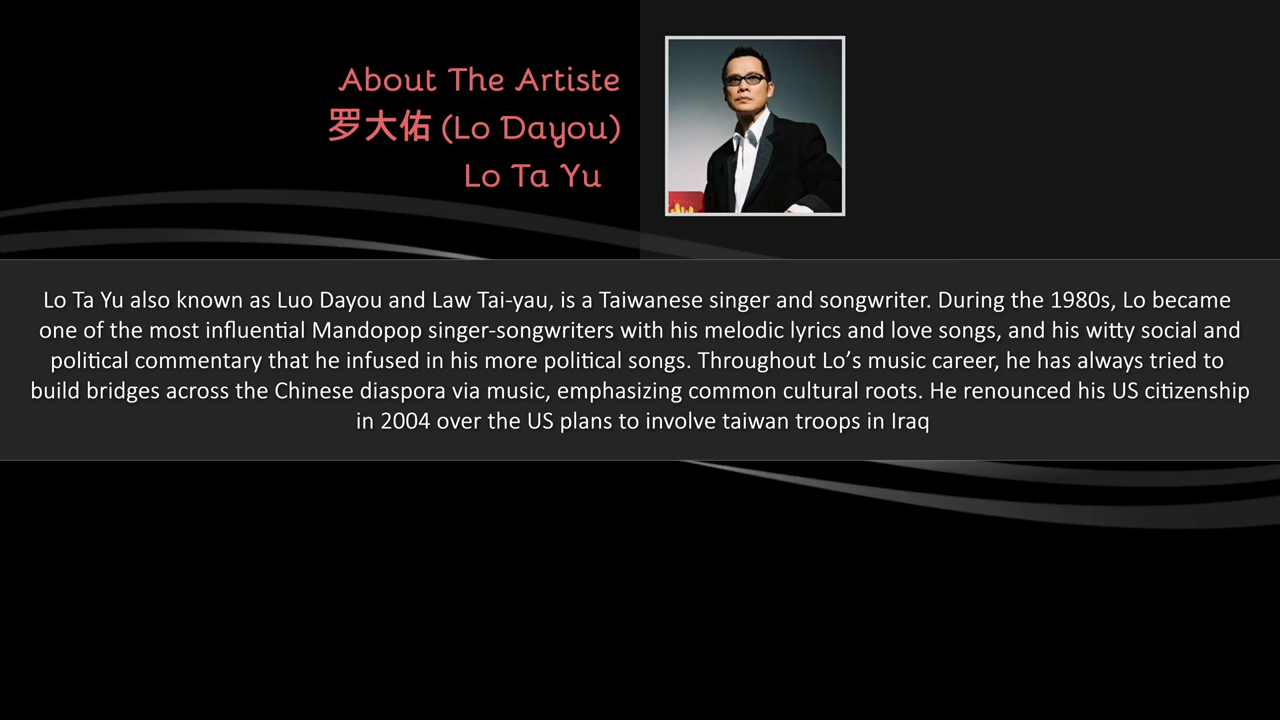 About The Artiste
罗大佑 (Lo Dayou)
Lo Ta Yu
Lo Ta Yu also known as Luo Dayou and Law Tai-yau, is a Taiwanese singer and songwriter. During the 1980s, Lo became
one of the most influential Mandopop singer-songwriters with his melodic lyrics and love songs, and his witty social and
political commentary that he infused in his more political songs. Throughout Lo’s music career, he has always tried to
build bridges across the Chinese diaspora via music, emphasizing common cultural roots. He renounced his US citizenship
in 2004 over the US plans to involve taiwan troops in Iraq